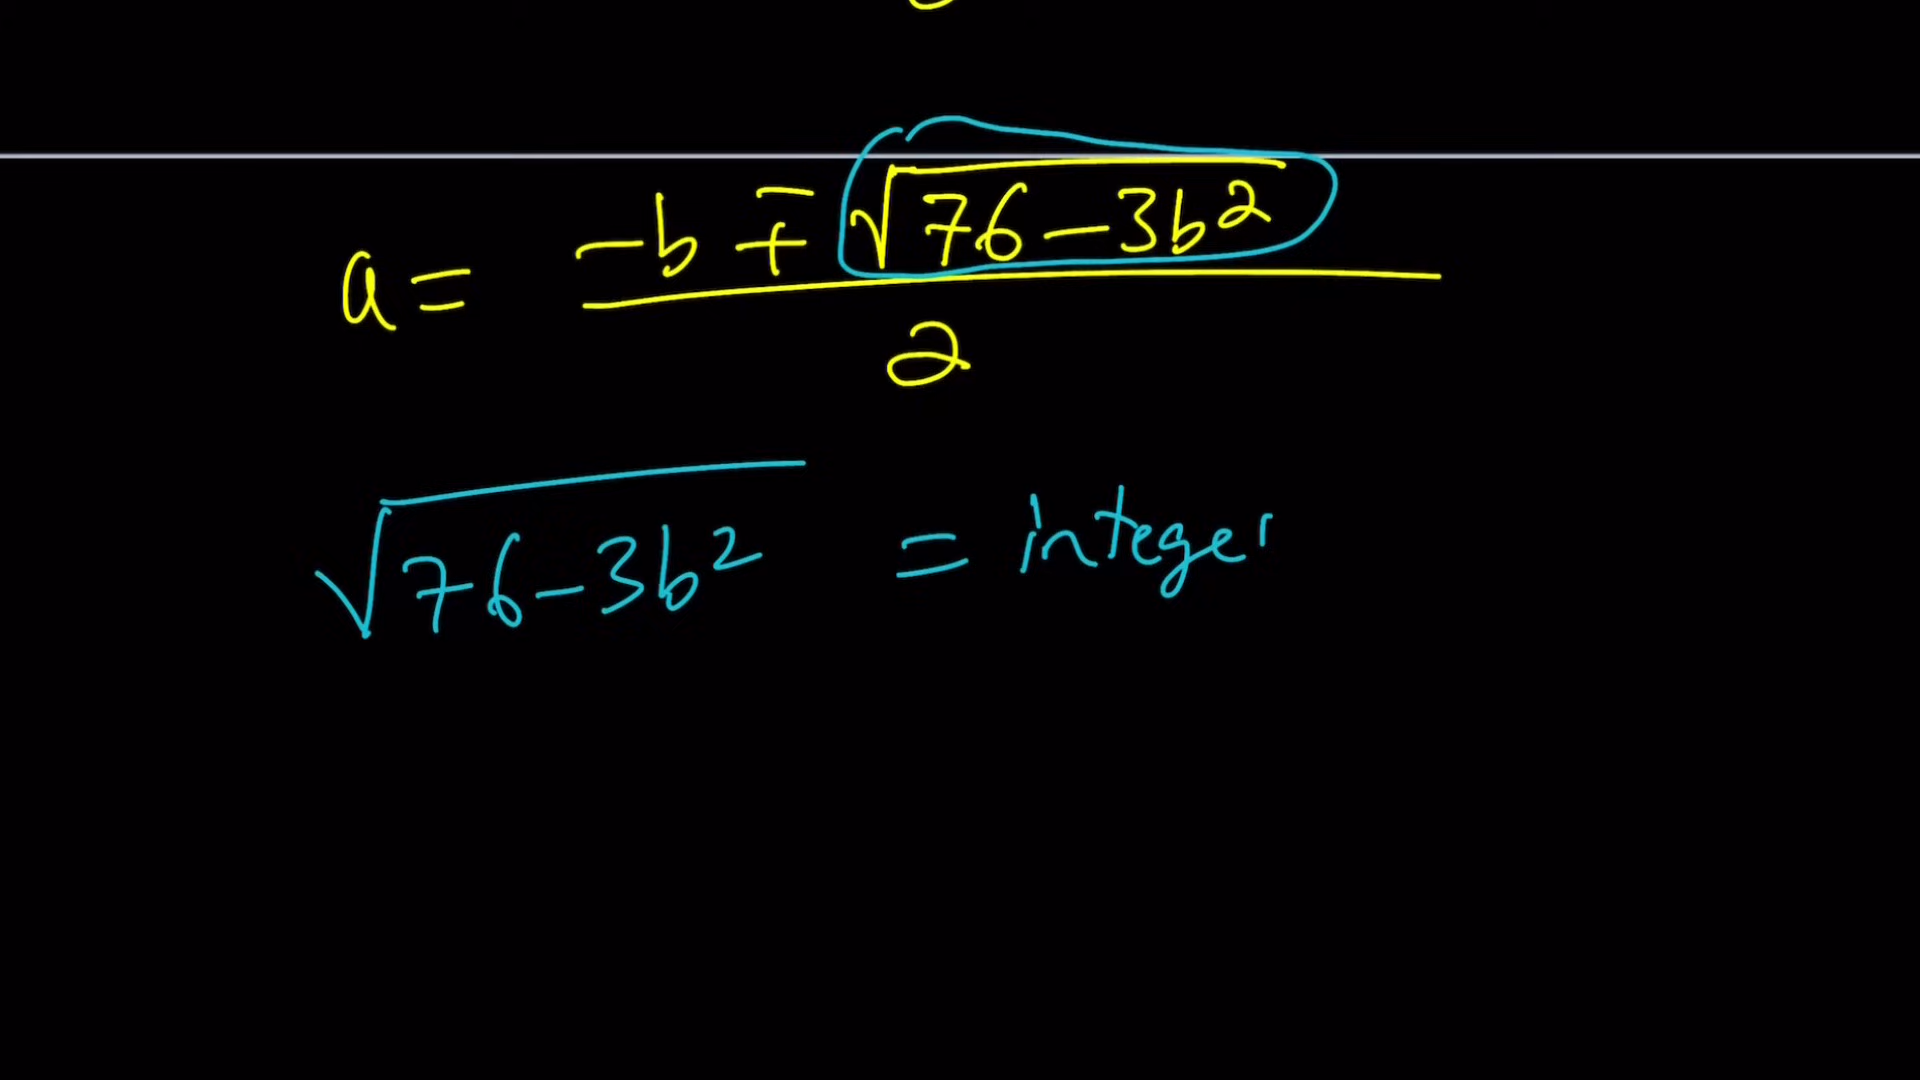 a = (-b ∓ √(76-3b²))/2
√(76-3b²) = integer